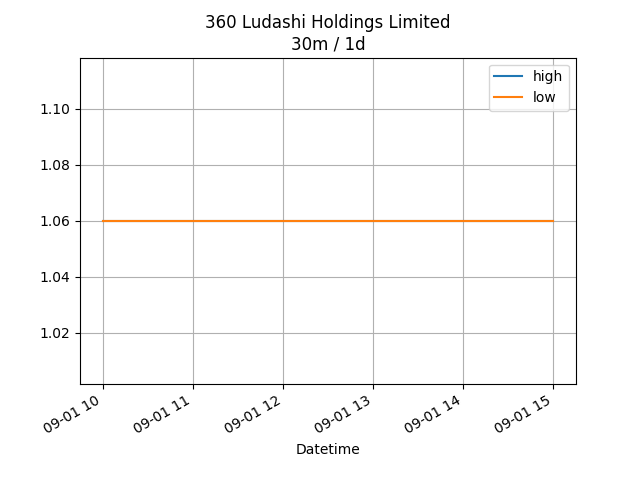 360 Ludashi Holdings Limited
30m / 1d
high
low
1.10
1.08
1.06
1.04
1.02
09-01 10
09-01 11
09-01 12
09-01 13
09-01 14
09-01 15
Datetime